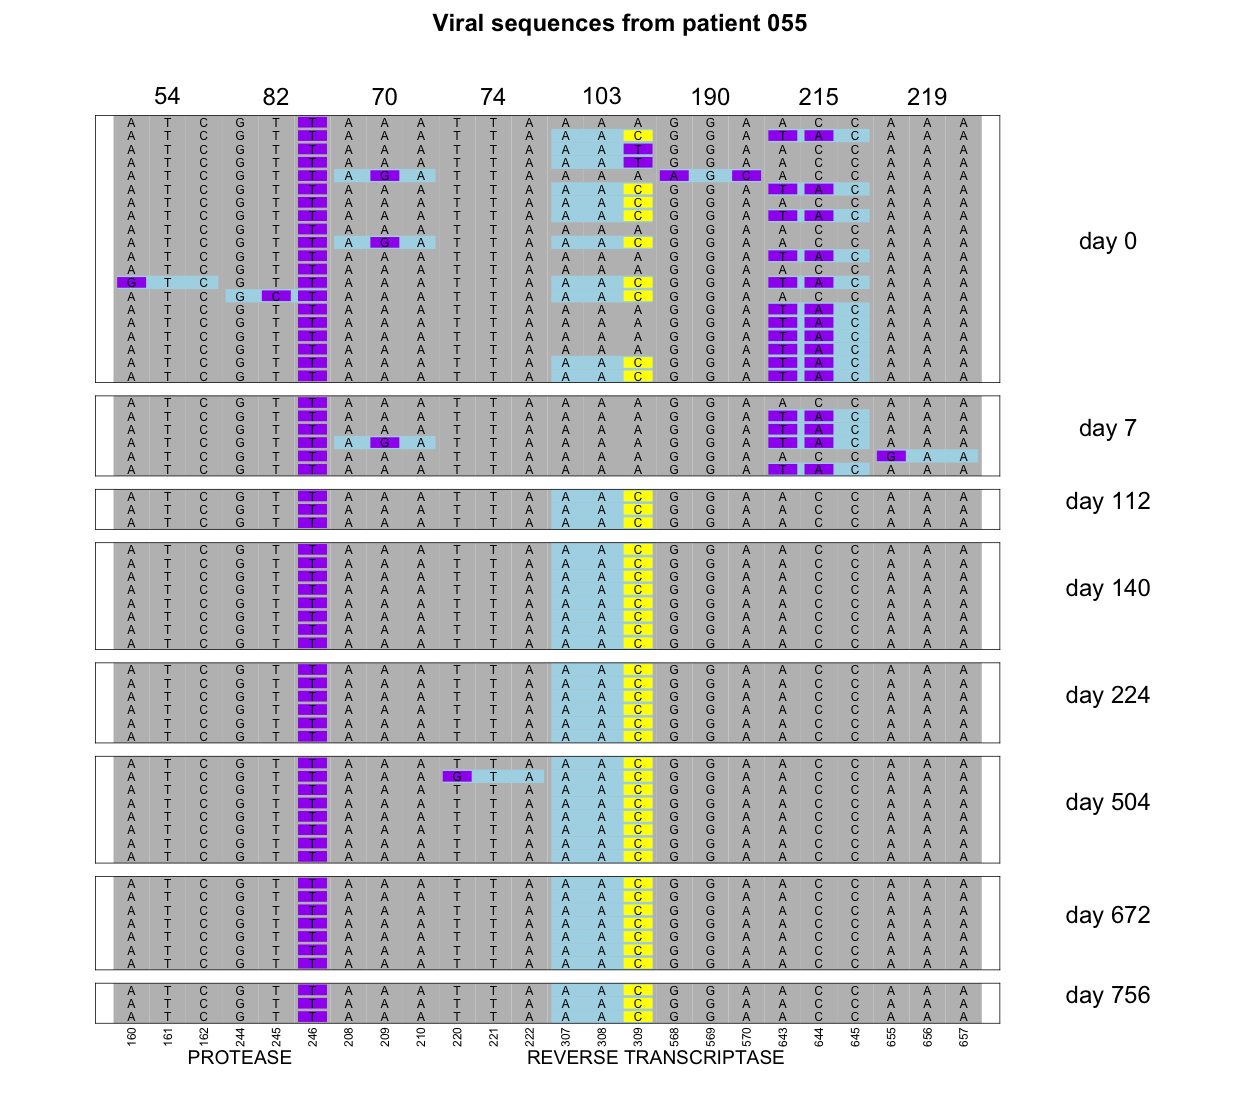 Viral sequences from patient 055
54 82 70 74 103 190 215 219
A T C G T T A A A T T A A A A G G A A C C A A A
A T C G T T A A A T T A A A C G G A T A C A A A
A T C G T T A A A T T A A A T G G A A C C A A A
A T C G T T A A A T T A A A T G G A A C C A A A
A T C G T T A G A T T A A A A A G C A C C A A A
A T C G T T A A A T T A A A C G G A T A C A A A
A T C G T T A A A T T A A A C G G A A C C A A A
A T C G T T A A A T T A A A C G G A T A C A A A
A T C G T T A A A T T A A A A G G A A C C A A A
A T C G T T A G A T T A A A C G G A A C C A A A
A T C G T T A A A T T A A A A G G A T A C A A A
A T C G T T A A A T T A A A A G G A A C C A A A
G T C G T T A A A T T A A A C G G A T A C A A A
A T C G C T A A A T T A A A C G G A A C C A A A
A T C G T T A A A T T A A A A G G A T A C A A A
A T C G T T A A A T T A A A A G G A T A C A A A
A T C G T T A A A T T A A A A G G A T A C A A A
A T C G T T A A A T T A A A A G G A T A C A A A
A T C G T T A A A T T A A A C G G A T A C A A A
A T C G T T A A A T T A A A C G G A T A C A A A
day 0
A T C G T T A A A T T A A A A G G A A C C A A A
A T C G T T A A A T T A A A A G G A T A C A A A
A T C G T T A A A T T A A A A G G A T A C A A A
A T C G T T A G A T T A A A A G G A T A C A A A
A T C G T T A A A T T A A A A G G A A C C G A A
A T C G T T A A A T T A A A A G G A T A C A A A
day 7
A T C G T T A A A T T A A A C G G A A C C A A A
A T C G T T A A A T T A A A C G G A A C C A A A
A T C G T T A A A T T A A A C G G A A C C A A A
day 112
A T C G T T A A A T T A A A C G G A A C C A A A
A T C G T T A A A T T A A A C G G A A C C A A A
A T C G T T A A A T T A A A C G G A A C C A A A
A T C G T T A A A T T A A A C G G A A C C A A A
A T C G T T A A A T T A A A C G G A A C C A A A
A T C G T T A A A T T A A A C G G A A C C A A A
A T C G T T A A A T T A A A C G G A A C C A A A
A T C G T T A A A T T A A A C G G A A C C A A A
day 140
A T C G T T A A A T T A A A C G G A A C C A A A
A T C G T T A A A T T A A A C G G A A C C A A A
A T C G T T A A A T T A A A C G G A A C C A A A
A T C G T T A A A T T A A A C G G A A C C A A A
A T C G T T A A A T T A A A C G G A A C C A A A
A T C G T T A A A T T A A A C G G A A C C A A A
day 224
A T C G T T A A A T T A A A C G G A A C C A A A
A T C G T T A A A G T A A A C G G A A C C A A A
A T C G T T A A A T T A A A C G G A A C C A A A
A T C G T T A A A T T A A A C G G A A C C A A A
A T C G T T A A A T T A A A C G G A A C C A A A
A T C G T T A A A T T A A A C G G A A C C A A A
A T C G T T A A A T T A A A C G G A A C C A A A
A T C G T T A A A T T A A A C G G A A C C A A A
day 504
A T C G T T A A A T T A A A C G G A A C C A A A
A T C G T T A A A T T A A A C G G A A C C A A A
A T C G T T A A A T T A A A C G G A A C C A A A
A T C G T T A A A T T A A A C G G A A C C A A A
A T C G T T A A A T T A A A C G G A A C C A A A
A T C G T T A A A T T A A A C G G A A C C A A A
A T C G T T A A A T T A A A C G G A A C C A A A
day 672
A T C G T T A A A T T A A A C G G A A C C A A A
A T C G T T A A A T T A A A C G G A A C C A A A
A T C G T T A A A T T A A A C G G A A C C A A A
day 756
160 161 162 244 245 246 208 209 210 220 221 222 307 308 309 568 569 570 643 644 645 655 656 657
PROTEASE REVERSE TRANSCRIPTASE